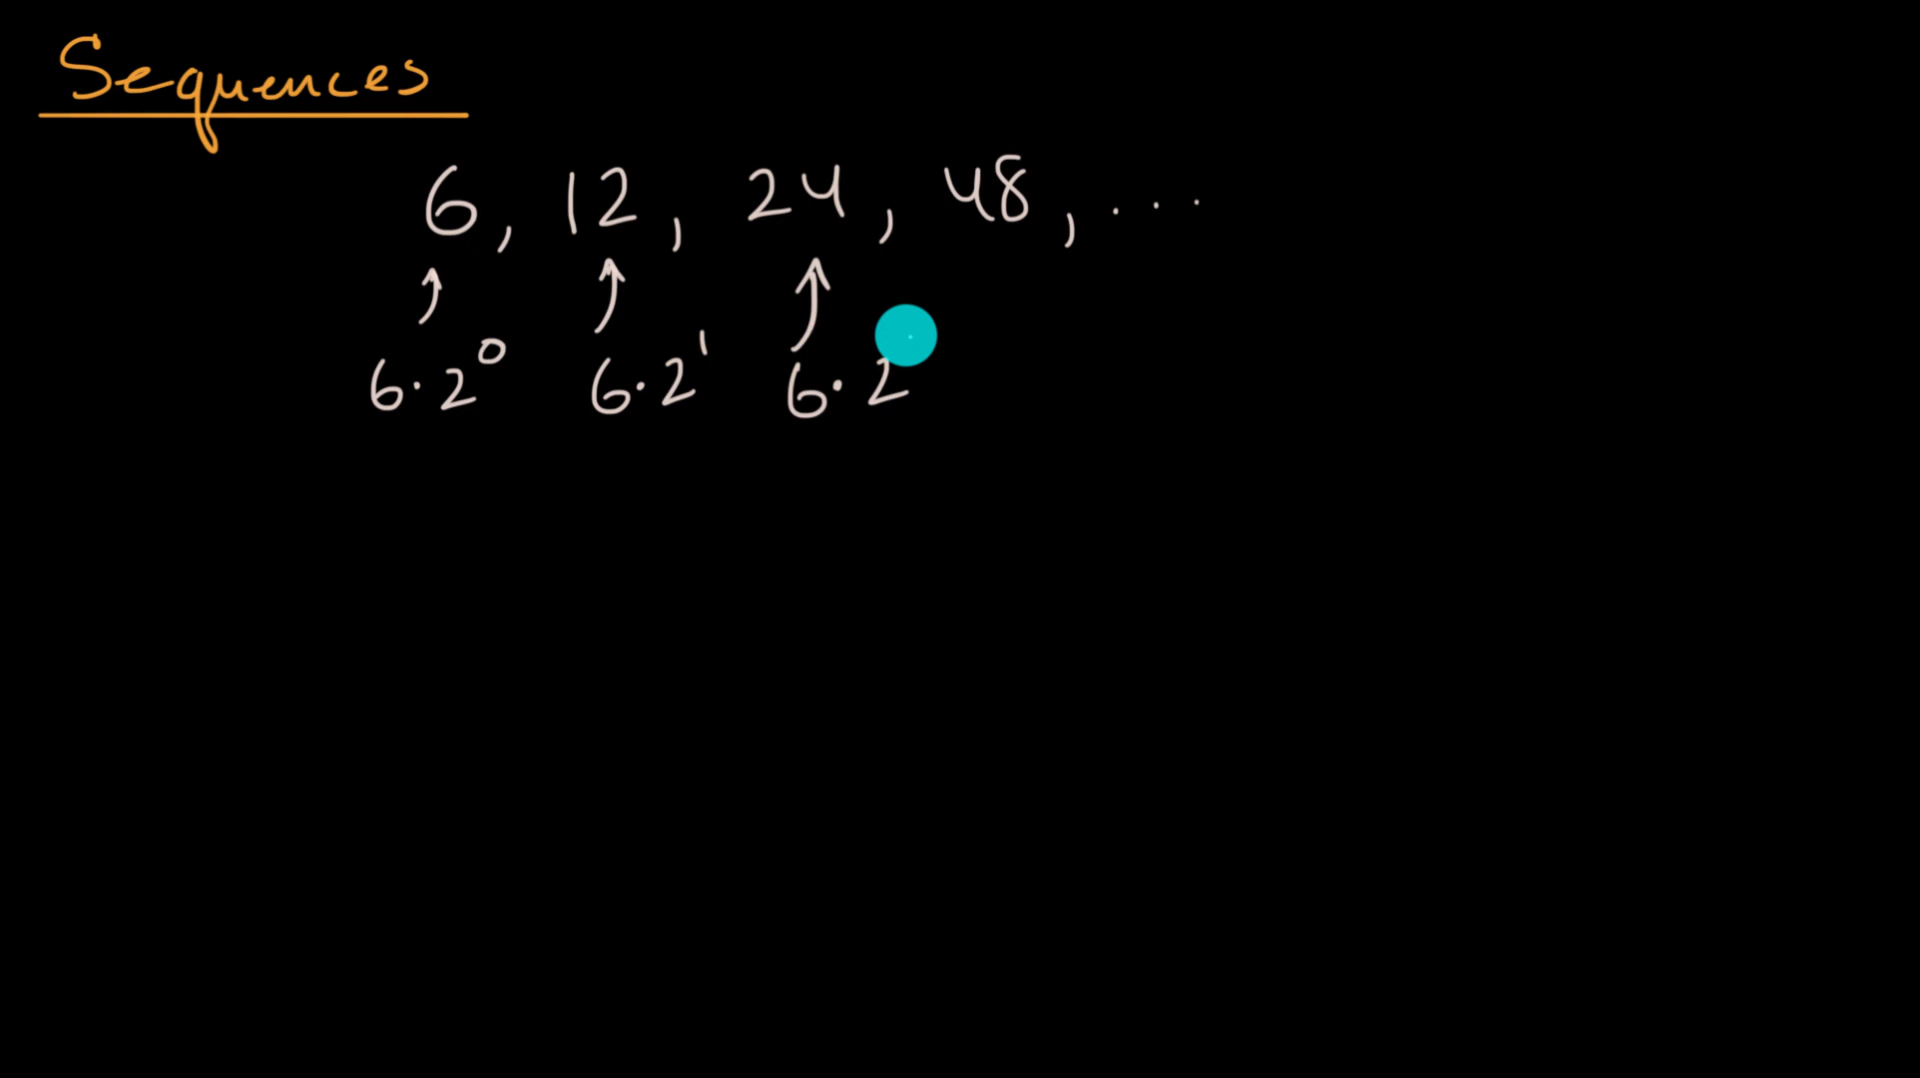 Sequences
6, 12, 24, 48, ...
6·2⁰ 6·2¹ 6·2